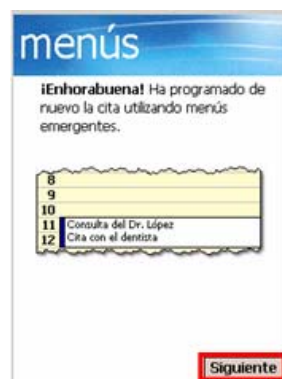 menús
¡Enhorabuena! Ha programado de
nuevo la cita utilizando menús
emergentes.
8
9
10
11 Consulta del Dr. López
12 Cita con el dentista
Siguiente